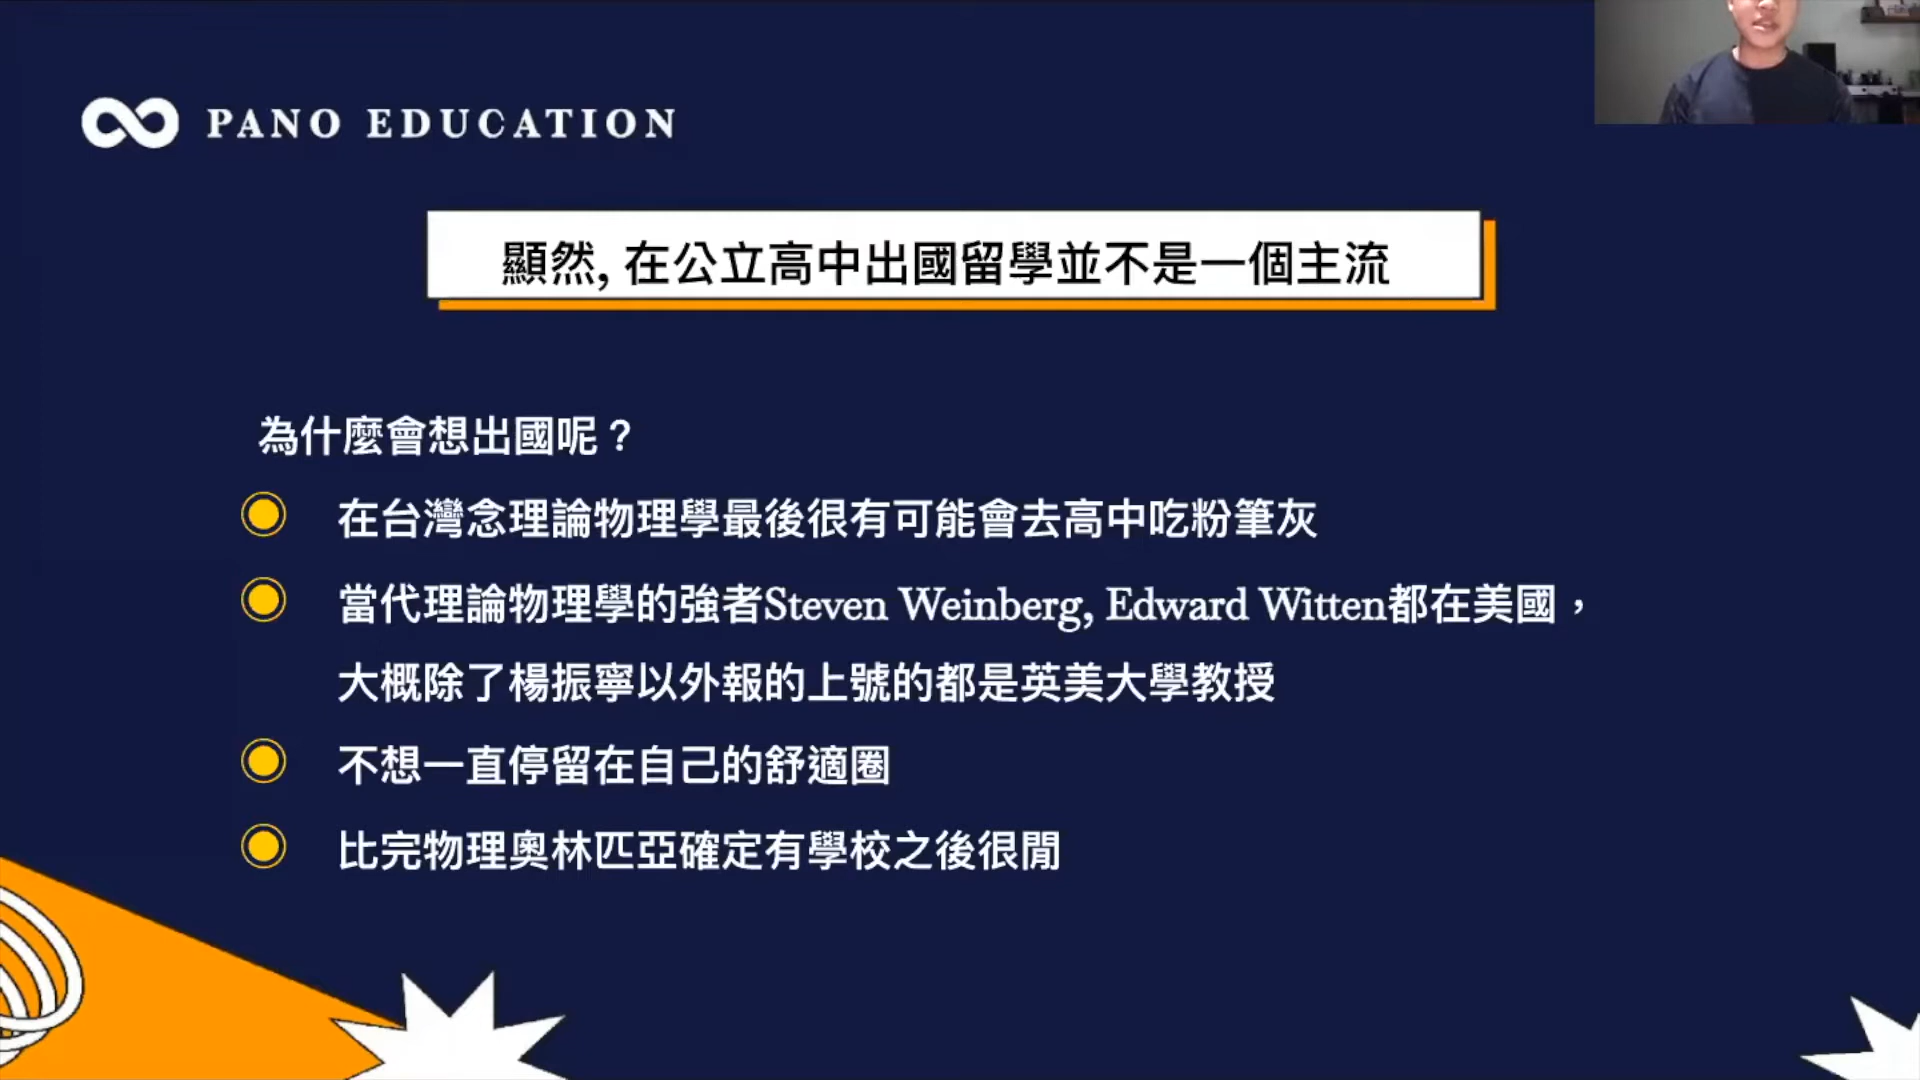 PANO EDUCATION
顯然, 在公立高中出國留學並不是一個主流
為什麼會想出國呢？
在台灣念理論物理學最後很有可能會去高中吃粉筆灰
當代理論物理學的強者Steven Weinberg, Edward Witten都在美國，
大概除了楊振寧以外報的上號的都是英美大學教授
不想一直停留在自己的舒適圈
比完物理奧林匹亞確定有學校之後很閒